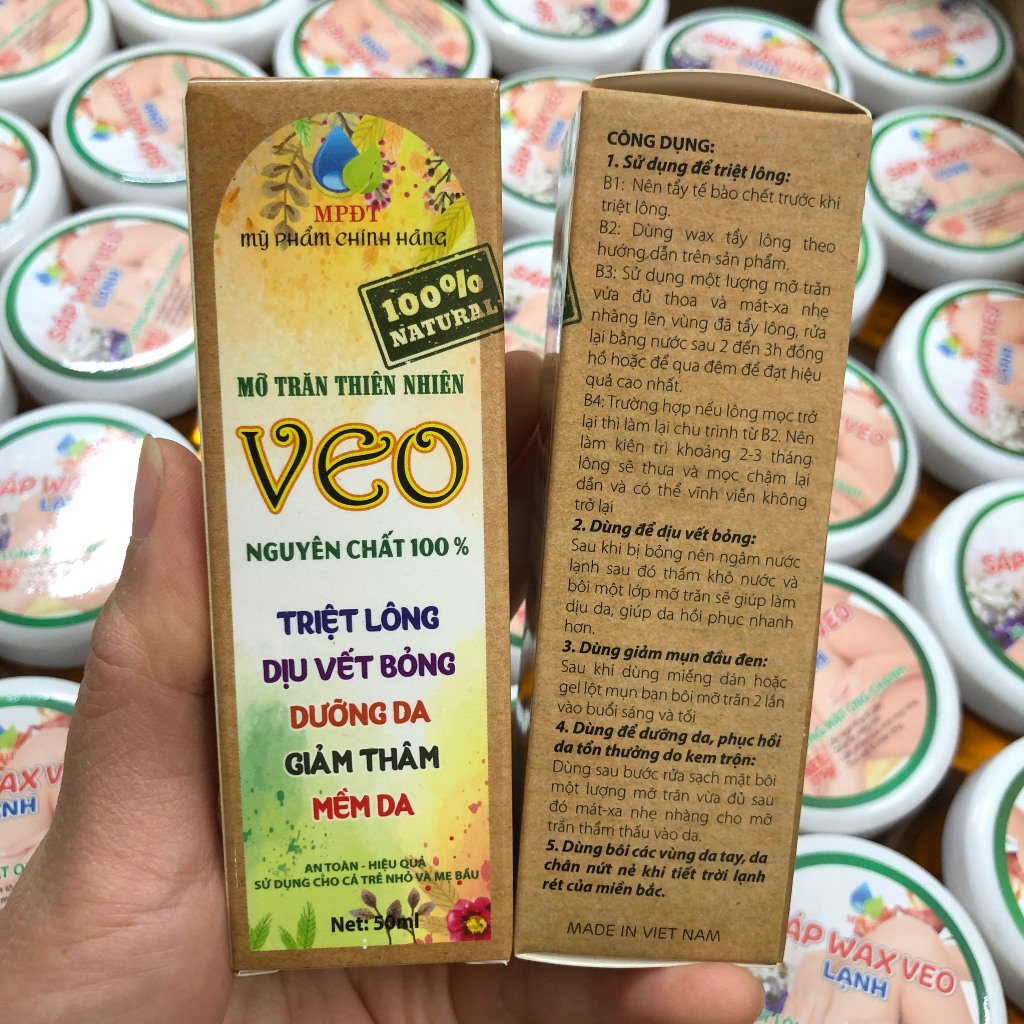 MPĐT
MỸ PHẨM CHÍNH HÃNG
100%
NATURAL
MỠ TRĂN THIÊN NHIÊN
VEO
NGUYÊN CHẤT 100 %
TRIỆT LÔNG
DỊU VẾT BỎNG
DƯỠNG DA
GIẢM THÂM
MỀM DA
AN TOÀN - HIỆU QUẢ
SỬ DỤNG CHO CẢ TRẺ NHỎ VÀ MẸ BẦU
Net: 50ml
CÔNG DỤNG:
1. Sử dụng để triệt lông:
B1: Nên tẩy tế bào chết trước khi
triệt lông.
B2: Dùng wax tẩy lông theo
hướng dẫn trên sản phẩm.
B3: Sử dụng một lượng mỡ trăn
vừa đủ thoa và mát-xa nhẹ
nhàng lên vùng đã tẩy lông, rửa
lại bằng nước sau 2 đến 3h đồng
hồ hoặc để qua đêm để đạt hiệu
quả cao nhất.
B4: Trường hợp nếu lông mọc trở
lại thì làm lại chu trình từ B2. Nên
làm kiên trì khoảng 2-3 tháng
lông sẽ thưa và mọc chậm lại
dần và có thể vĩnh viễn không
trở lại
2. Dùng để dịu vết bỏng:
Sau khi bị bỏng nên ngâm nước
lạnh sau đó thấm khô nước và
bôi một lớp mỡ trăn sẽ giúp làm
dịu da, giúp da hồi phục nhanh
hơn.
3. Dùng giảm mụn đầu đen:
Sau khi dùng miếng dán hoặc
gel lột mụn bạn bôi mỡ trăn 2 lần
vào buổi sáng và tối
4. Dùng để dưỡng da, phục hồi
da tổn thưởng do kem trộn:
Dùng sau bước rửa sạch mặt bôi
một lượng mỡ trăn vừa đủ sau
đó mát-xa nhẹ nhàng cho mỡ
trăn thẩm thấu vào da.
5. Dùng bôi các vùng da tay, da
chân nứt nẻ khi tiết trời lạnh
rét của miền bắc.
MADE IN VIET NAM
SÁP WAX VEO
LẠNH